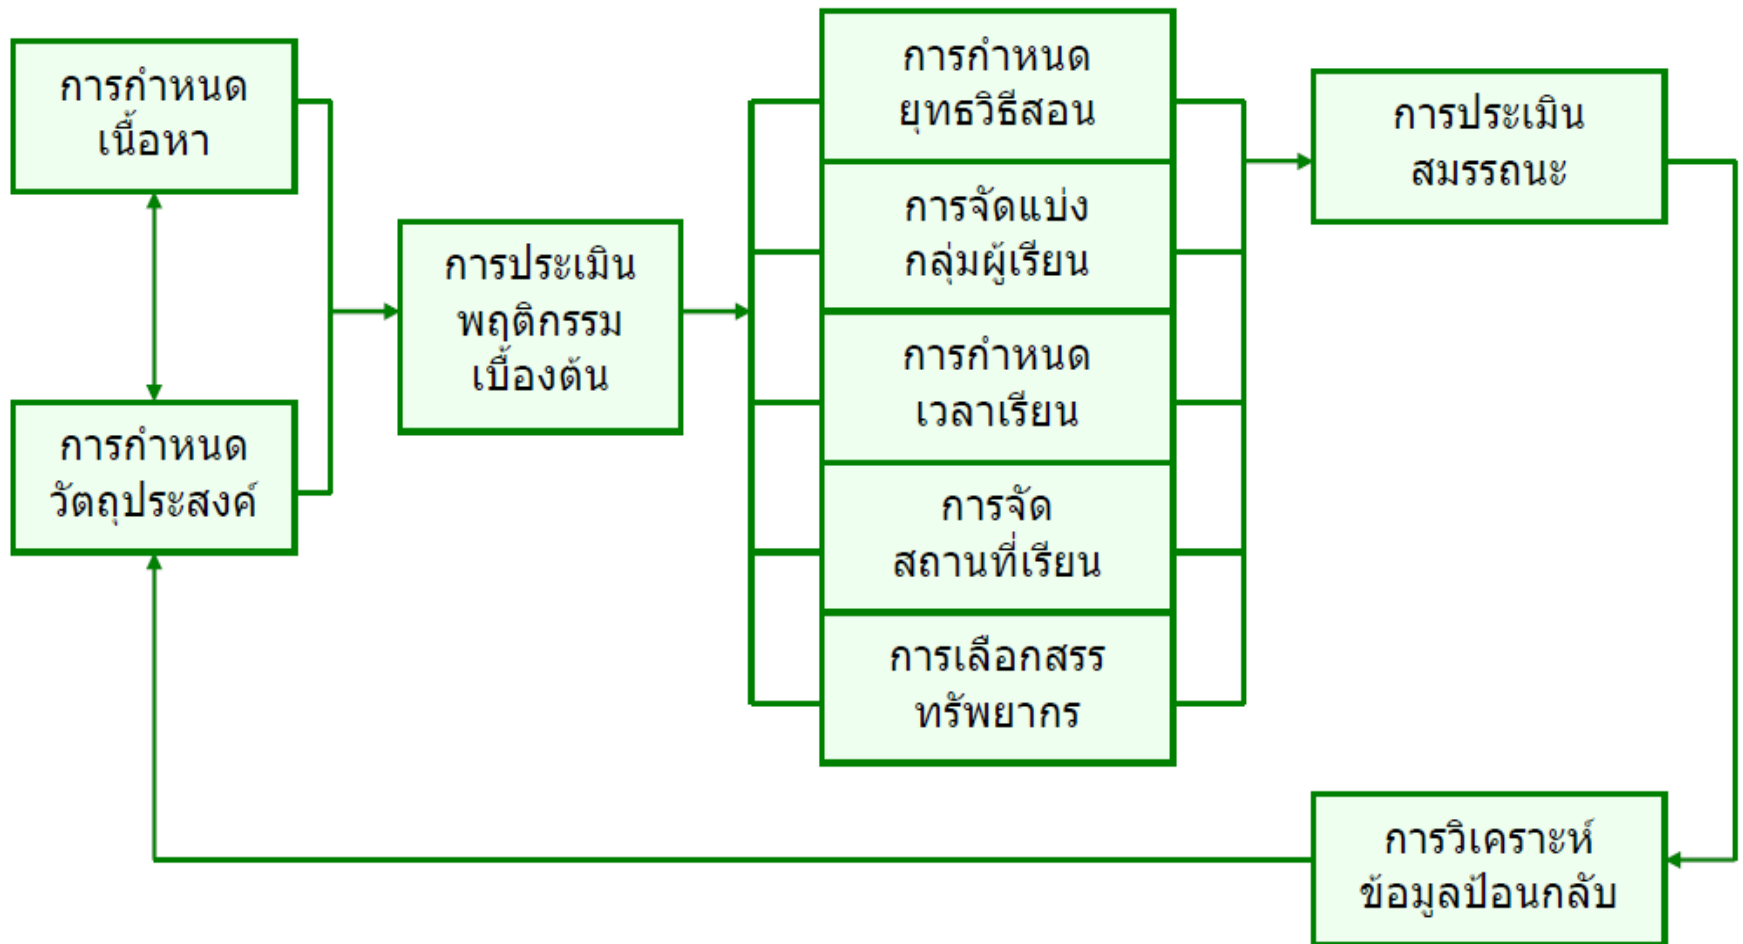 การกำหนด
เนื้อหา
การกำหนด
วัตถุประสงค์
การประเมิน
พฤติกรรม
เบื้องต้น
การกำหนด
ยุทธวิธีสอน
การจัดแบ่ง
กลุ่มผู้เรียน
การกำหนด
เวลาเรียน
การจัด
สถานที่เรียน
การเลือกสรร
ทรัพยากร
การประเมิน
สมรรถนะ
การวิเคราะห์
ข้อมูลป้อนกลับ